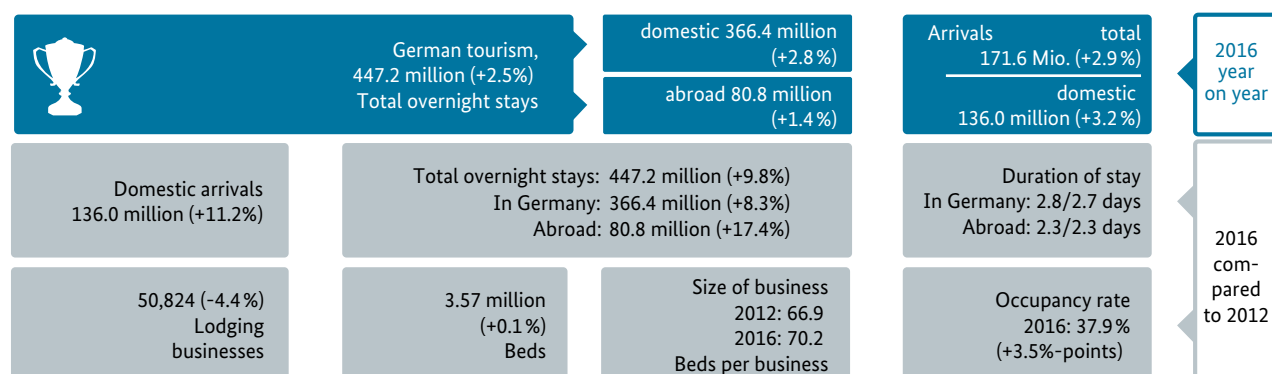 German tourism,
447.2 million (+2.5%)
Total overnight stays
domestic 366.4 million
(+2.8 %)
abroad 80.8 million
(+1.4 %)
Arrivals total
171.6 Mio. (+2.9 %)
domestic
136.0 million (+3.2 %)
2016
year
on year
Domestic arrivals
136.0 million (+11.2%)
Total overnight stays: 447.2 million (+9.8%)
In Germany: 366.4 million (+8.3%)
Abroad: 80.8 million (+17.4%)
Duration of stay
In Germany: 2.8/2.7 days
Abroad: 2.3/2.3 days
2016
com-
pared
to 2012
50,824 (-4.4 %)
Lodging
businesses
3.57 million
(+0.1 %)
Beds
Size of business
2012: 66.9
2016: 70.2
Beds per business
Occupancy rate
2016: 37.9 %
(+3.5%-points)